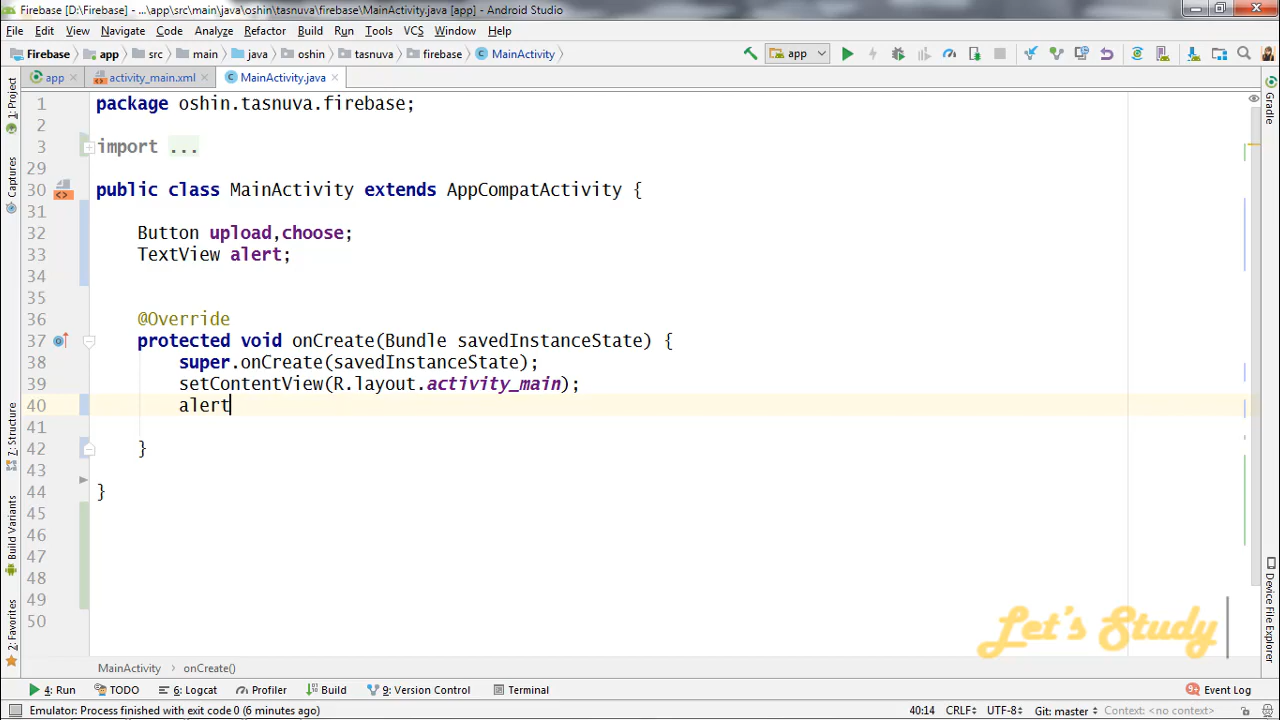 Firebase [D:\Firebase] - ...\app\src\main\java\oshin\tasnuva\firebase\MainActivity.java [app] - Android Studio
File Edit View Navigate Code Analyze Refactor Build Run Tools VCS Window Help
Firebase app src main java oshin tasnuva firebase MainActivity app
app activity_main.xml MainActivity.java
1 package oshin.tasnuva.firebase;
2
3 import ...
29
30 public class MainActivity extends AppCompatActivity {
31
32 Button upload,choose;
33 TextView alert;
34
35
36 @Override
37 protected void onCreate(Bundle savedInstanceState) {
38 super.onCreate(savedInstanceState);
39 setContentView(R.layout.activity_main);
40 alert
41
42 }
43
44 }
45
46
47
48
49
50
1: Project
Captures
7: Structure
Build Variants
2: Favorites
Gradle
Device File Explorer
Let's Study
MainActivity onCreate()
4: Run TODO 6: Logcat Profiler Build 9: Version Control Terminal 9+ Event Log
Emulator: Process finished with exit code 0 (6 minutes ago) 40:14 CRLF UTF-8 Git: master Context: <no context>